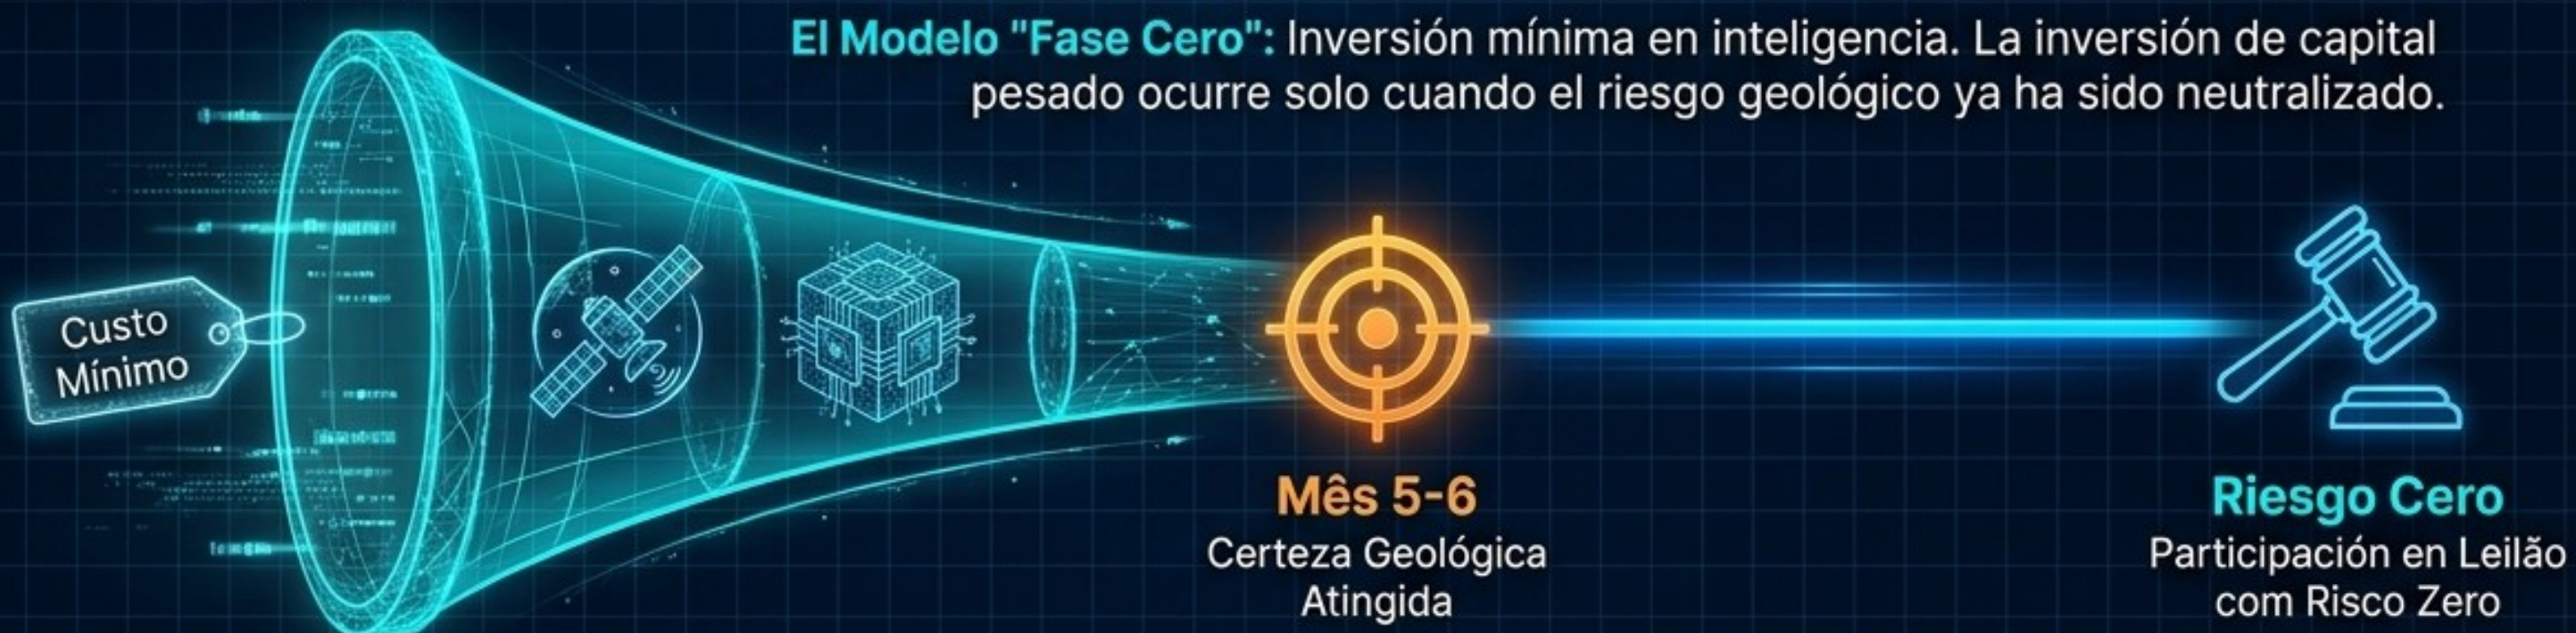 El Modelo "Fase Cero": Inversión mínima en inteligencia. La inversión de capital
pesado ocurre solo cuando el riesgo geológico ya ha sido neutralizado.
Custo
Mínimo
Mês 5-6
Certeza Geológica
Atingida
Riesgo Cero
Participación en Leilão
com Risco Zero